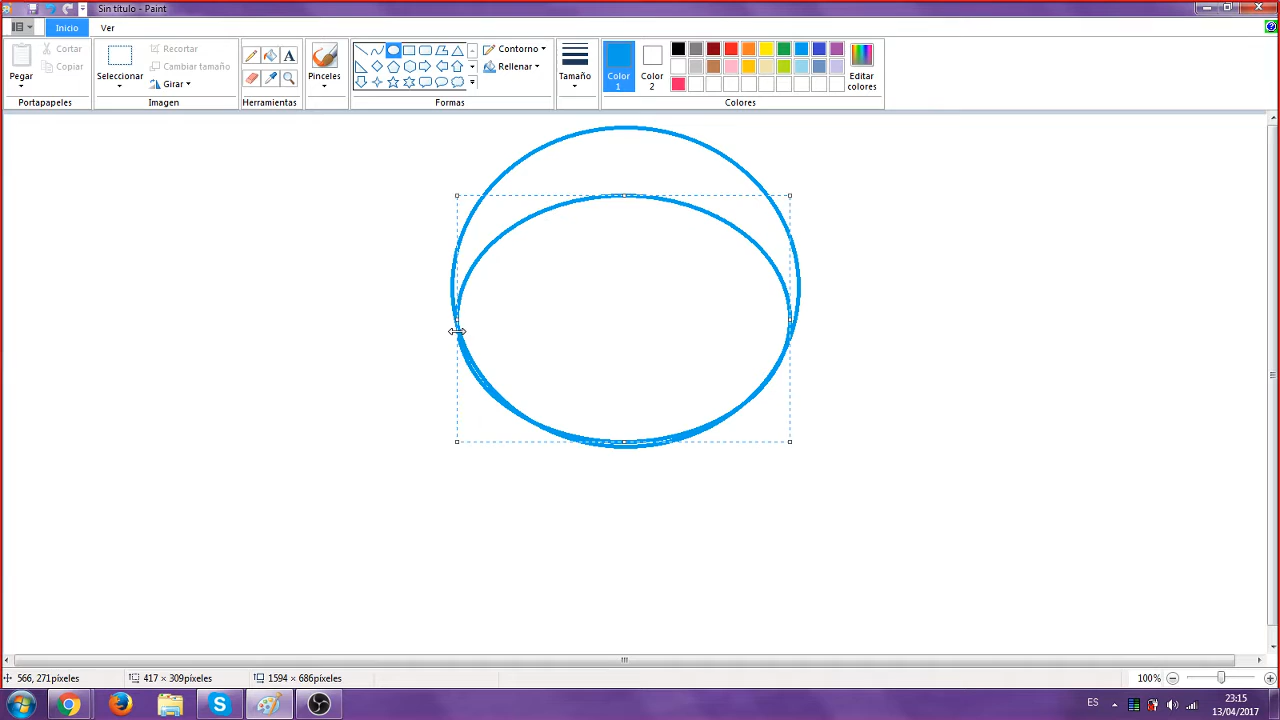 Sin título - Paint
Inicio
Ver
Pegar
Cortar
Copiar
Portapapeles
Seleccionar
Recortar
Cambiar tamaño
Girar
Imagen
A
Herramientas
Pinceles
Contorno
Rellenar
Formas
Tamaño
Color 1
Color 2
Editar colores
Colores
566, 271píxeles
417 × 309píxeles
1594 × 686píxeles
100%
ES
23:15
13/04/2017